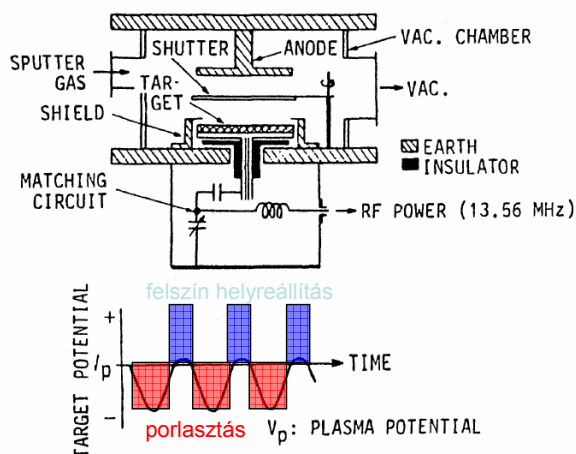 SPUTTER
GAS
SHUTTER
ANODE
VAC. CHAMBER
TAR-
GET
VAC.
SHIELD
EARTH
INSULATOR
MATCHING
CIRCUIT
RF POWER (13.56 MHz)
felszín helyreállítás
TARGET POTENTIAL
+
TIME
-
porlasztás
Vp: PLASMA POTENTIAL